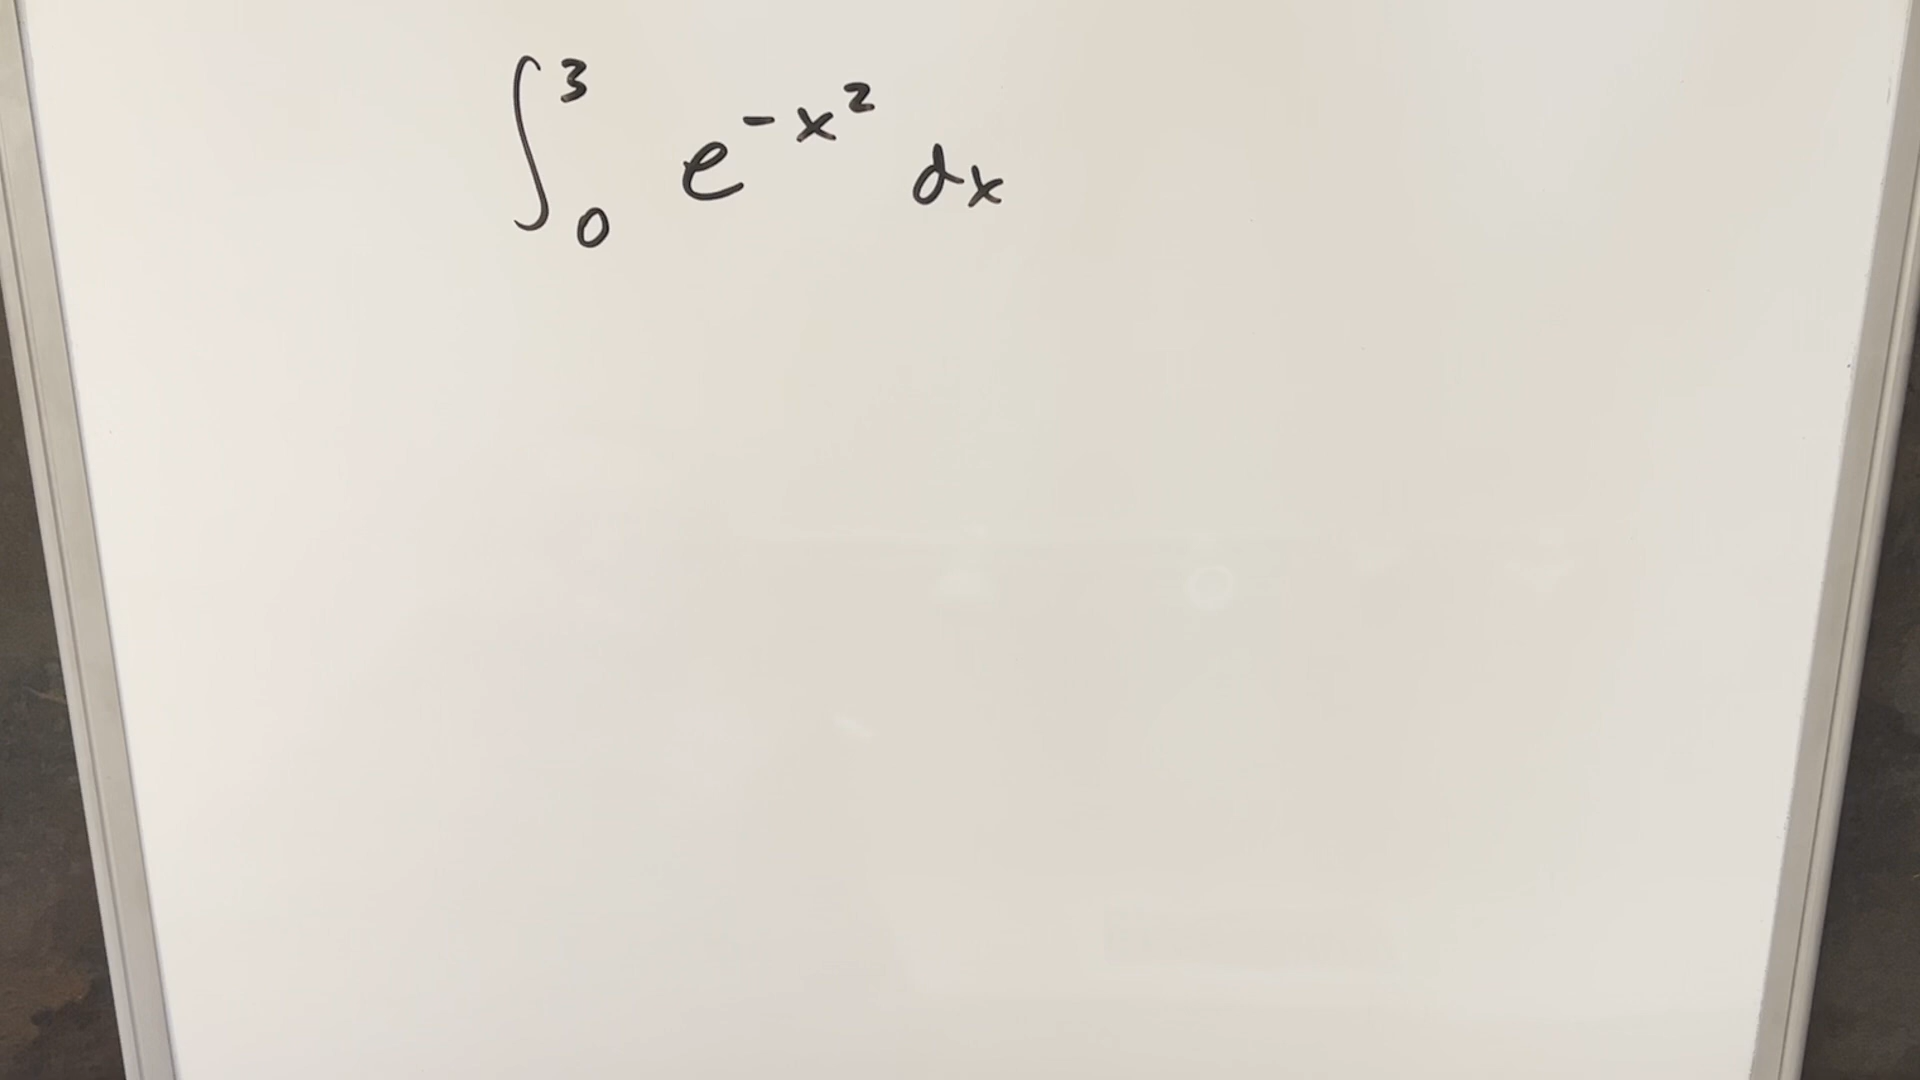 ∫₀³ e^{-x²} dx